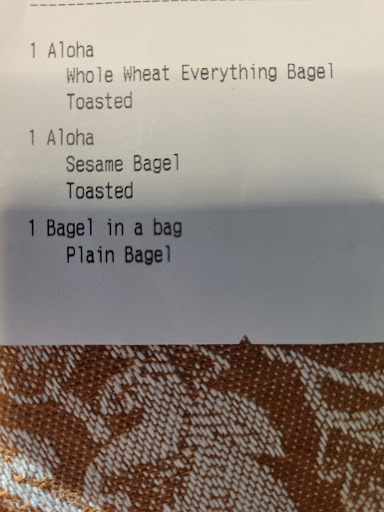 1 Aloha
Whole Wheat Everything Bagel
Toasted
1 Aloha
Sesame Bagel
Toasted
1 Bagel in a bag
Plain Bagel